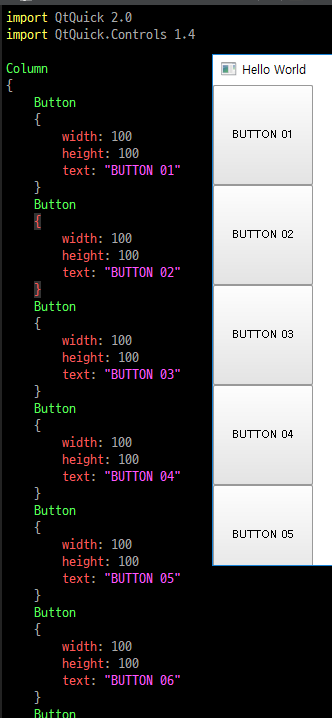 import QtQuick 2.0
import QtQuick.Controls 1.4
Column
{
    Button
    {
        width: 100
        height: 100
        text: "BUTTON 01"
    }
    Button
    {
        width: 100
        height: 100
        text: "BUTTON 02"
    }
    Button
    {
        width: 100
        height: 100
        text: "BUTTON 03"
    }
    Button
    {
        width: 100
        height: 100
        text: "BUTTON 04"
    }
    Button
    {
        width: 100
        height: 100
        text: "BUTTON 05"
    }
    Button
    {
        width: 100
        height: 100
        text: "BUTTON 06"
    }
    Button
Hello World
BUTTON 01
BUTTON 02
BUTTON 03
BUTTON 04
BUTTON 05